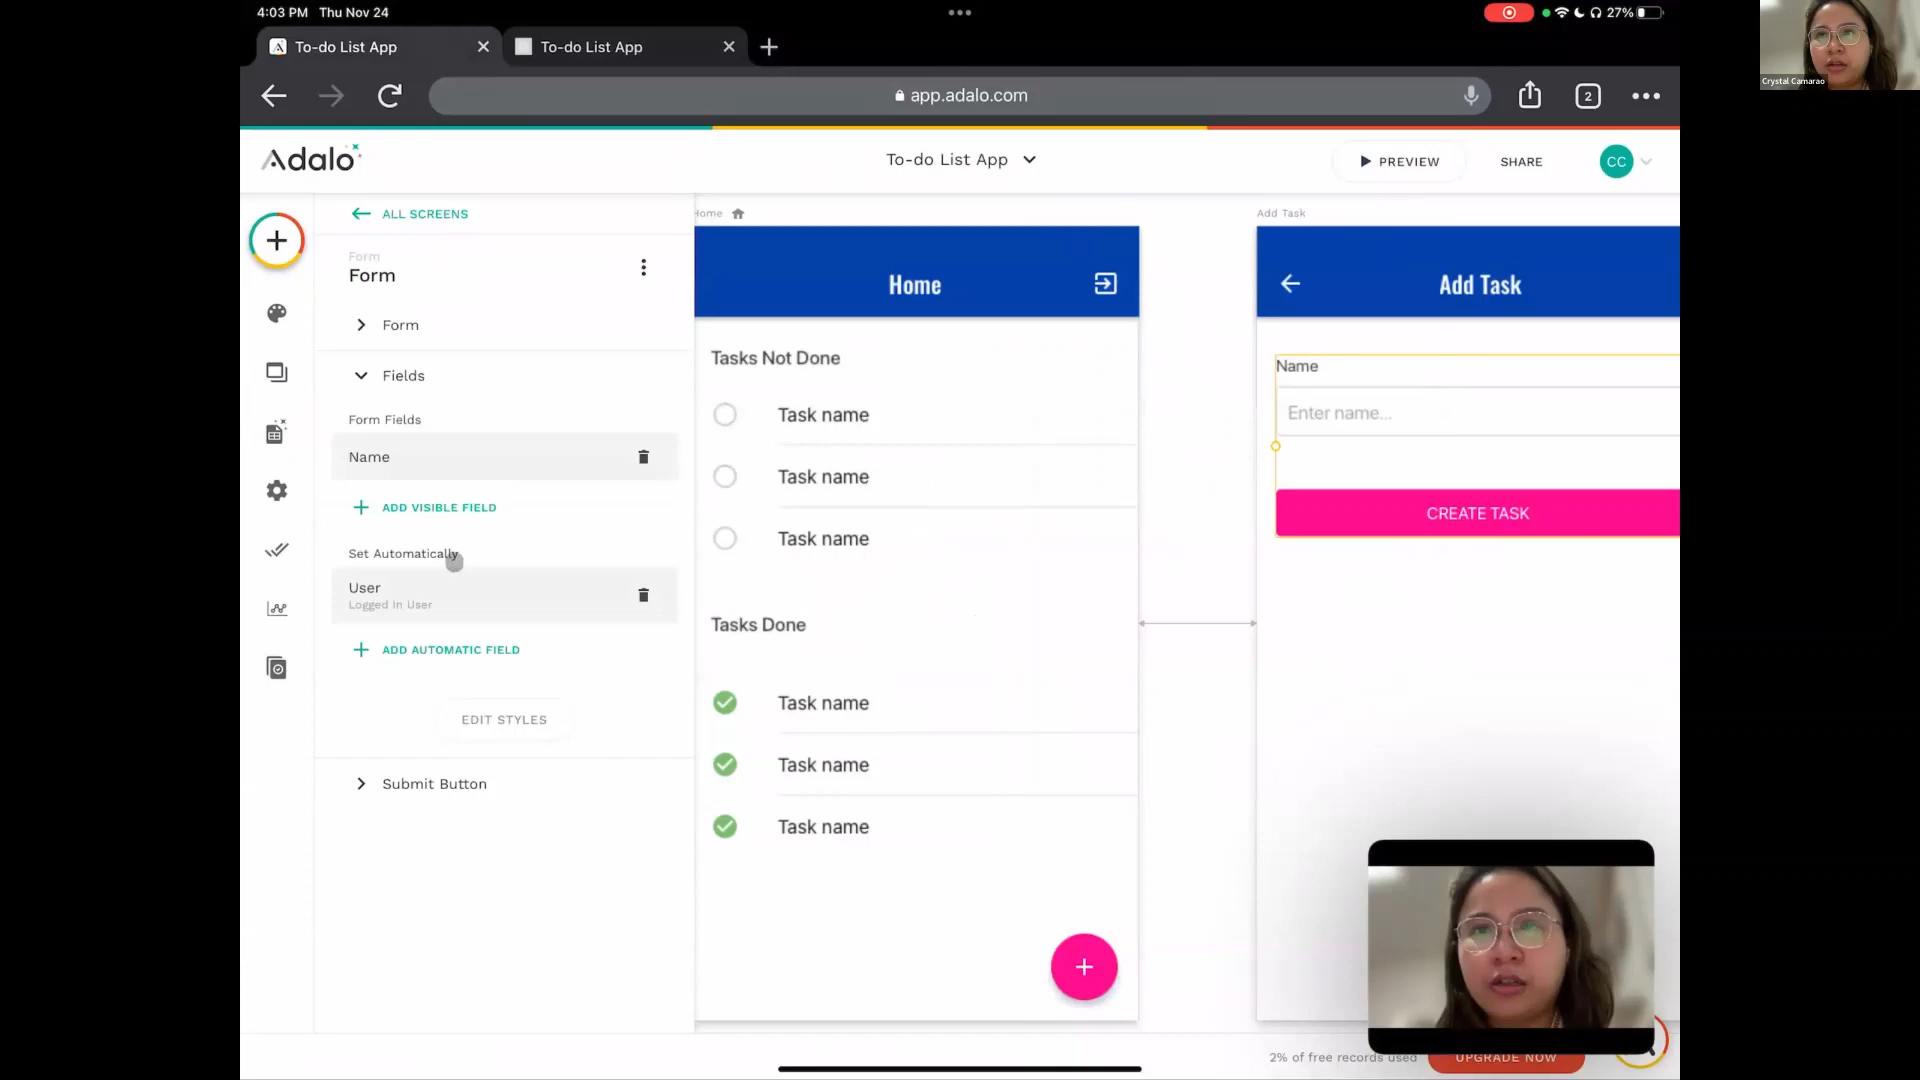 4:03 PM Thu Nov 24
27%
Crystal Camarao
To-do List App
To-do List App
app.adalo.com
2
Adalo
To-do List App
PREVIEW
SHARE
CC
ALL SCREENS
Form
Form
Form
Fields
Form Fields
Name
ADD VISIBLE FIELD
Set Automatically
User
Logged In User
ADD AUTOMATIC FIELD
EDIT STYLES
Submit Button
Home
Home
Tasks Not Done
Task name
Task name
Task name
Tasks Done
Task name
Task name
Task name
Add Task
Add Task
Name
Enter name...
CREATE TASK
2% of free records used
UPGRADE NOW